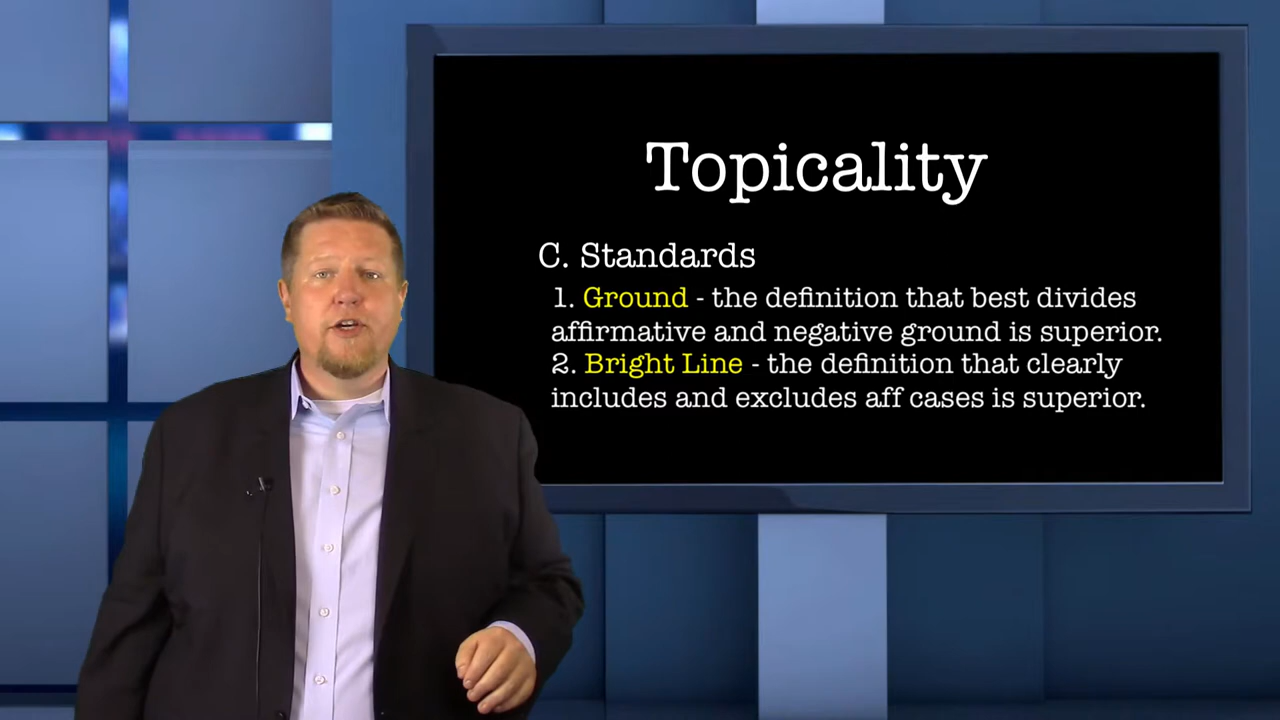 Topicality
C. Standards
1. Ground - the definition that best divides
affirmative and negative ground is superior.
2. Bright Line - the definition that clearly
includes and excludes aff cases is superior.